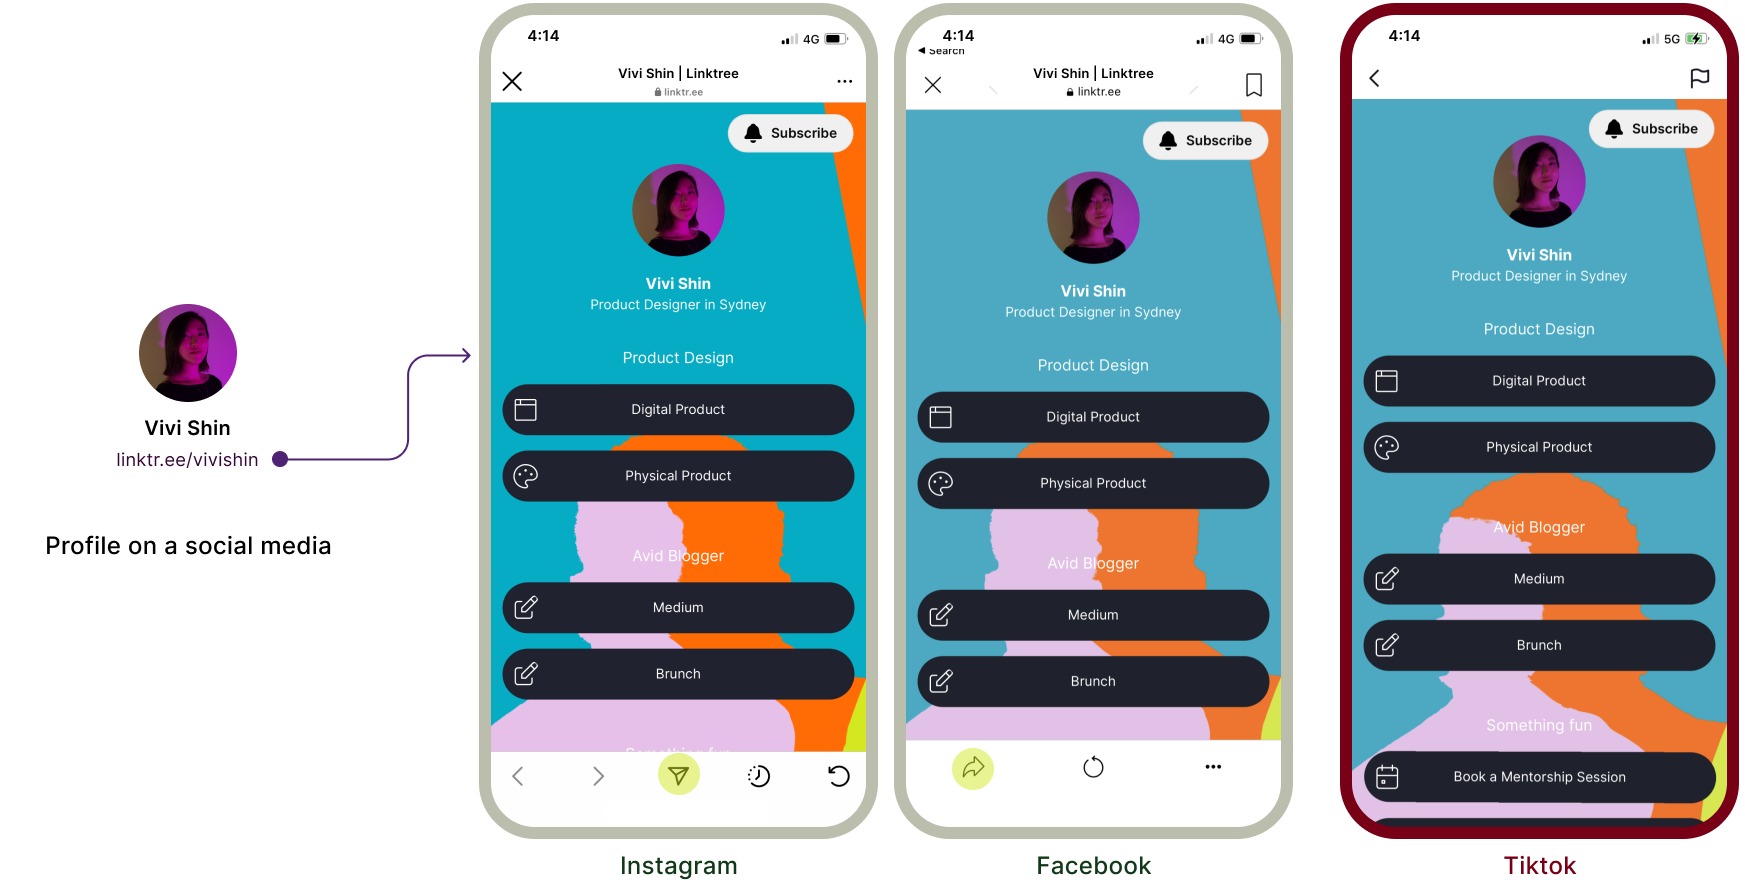 Vivi Shin
linktr.ee/vivishin
Profile on a social media
4:14
4G
Vivi Shin | Linktree
linktr.ee
Subscribe
Vivi Shin
Product Designer in Sydney
Product Design
Digital Product
Physical Product
Avid Blogger
Medium
Brunch
Something fun
Instagram
4:14
4G
Search
Vivi Shin | Linktree
linktr.ee
Subscribe
Vivi Shin
Product Designer in Sydney
Product Design
Digital Product
Physical Product
Avid Blogger
Medium
Brunch
Facebook
4:14
5G
Subscribe
Vivi Shin
Product Designer in Sydney
Product Design
Digital Product
Physical Product
Avid Blogger
Medium
Brunch
Something fun
Book a Mentorship Session
Tiktok